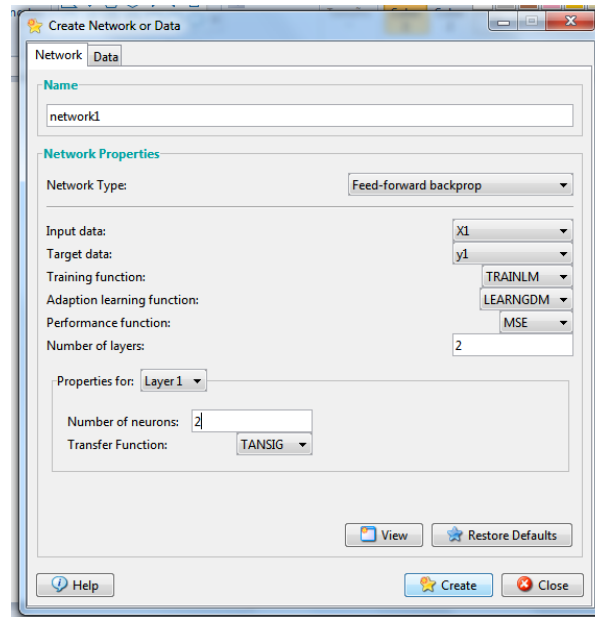 Create Network or Data
Network Data
Name
network1
Network Properties
Network Type: Feed-forward backprop
Input data: X1
Target data: y1
Training function: TRAINLM
Adaption learning function: LEARNGDM
Performance function: MSE
Number of layers: 2
Properties for: Layer 1
Number of neurons: 2
Transfer Function: TANSIG
View Restore Defaults
Help Create Close